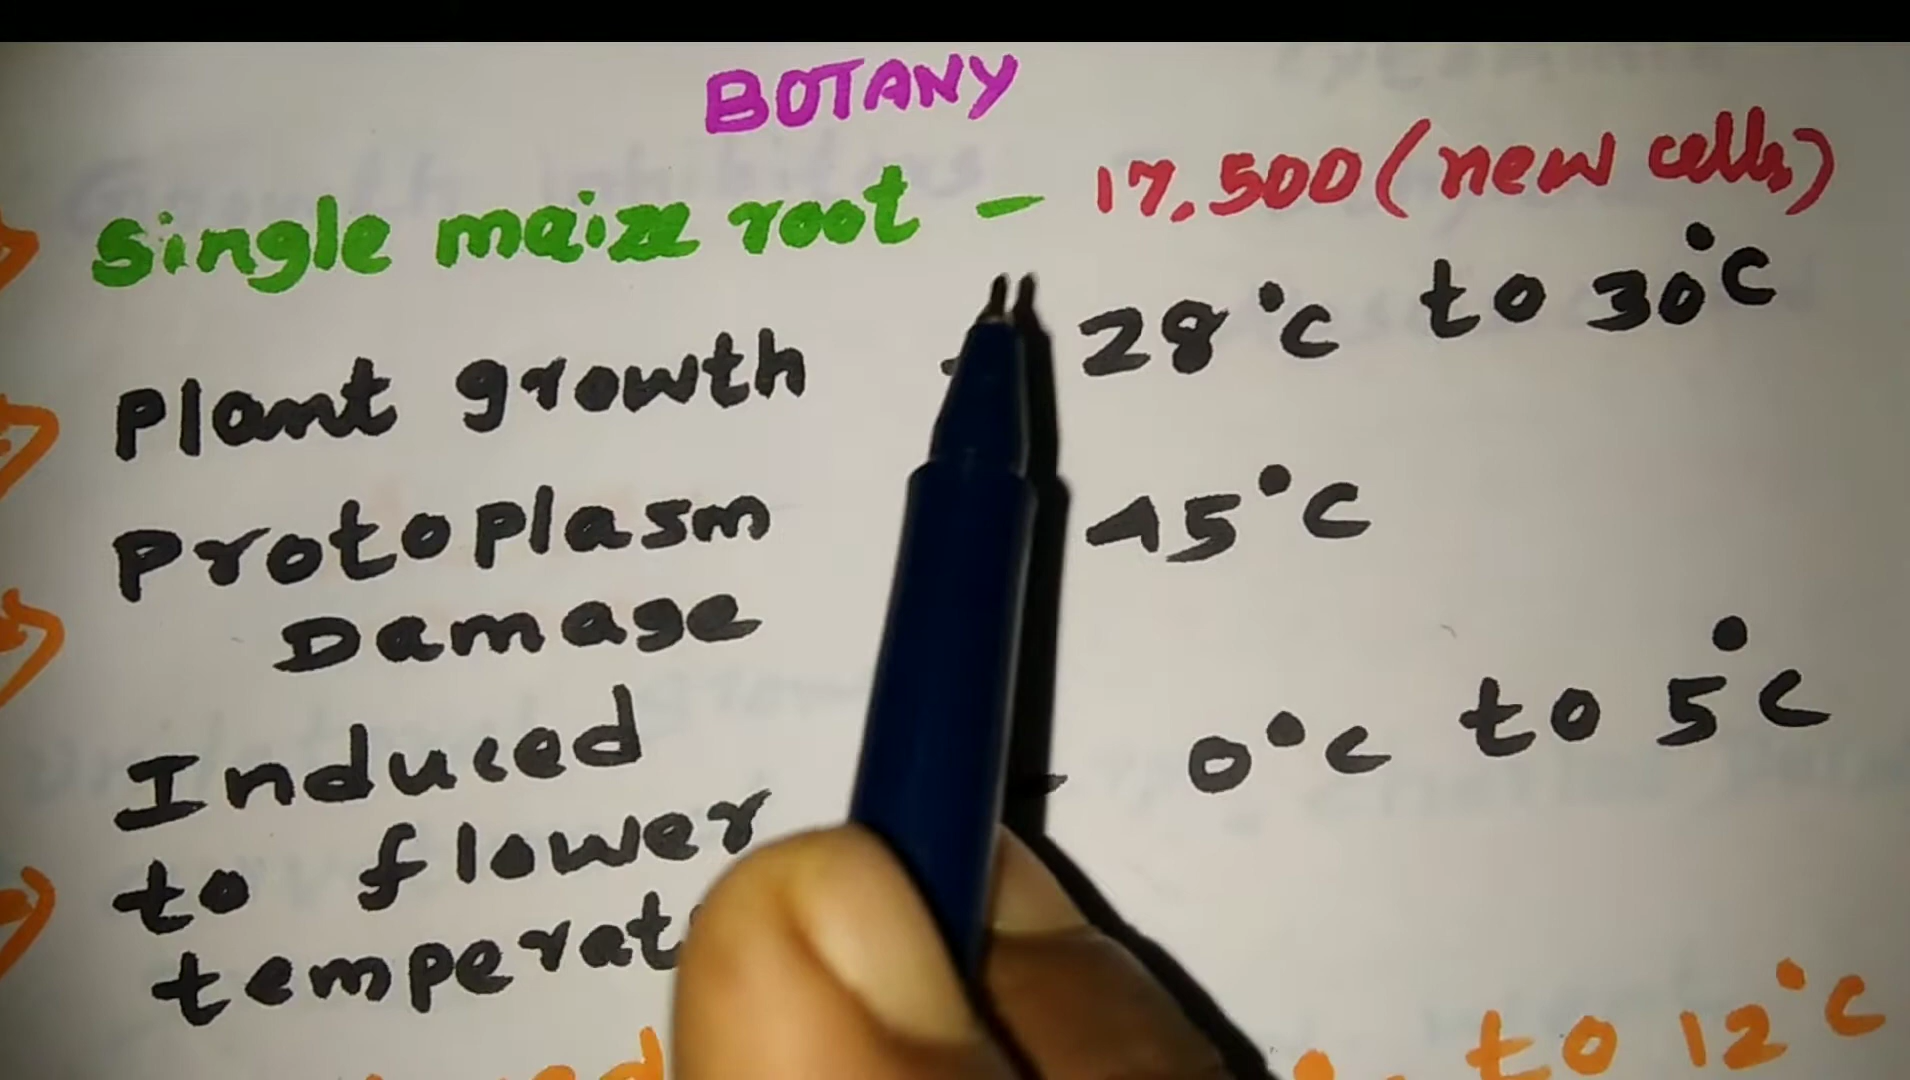 BOTANY
Single maize root - 17,500 (new cells)
Plant growth - 28°C to 30°C
Protoplasm 45°C
Damage
Induced - 0°C to 5°C
to flower
to 12°C